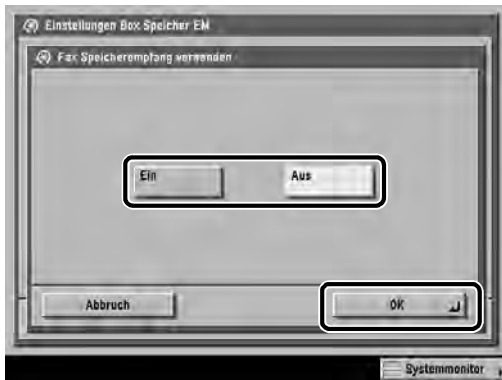 Einstellungen Box Speicher EM
Fax Speicherempfang verwenden
Ein
Aus
Abbruch
OK
Systemmonitor